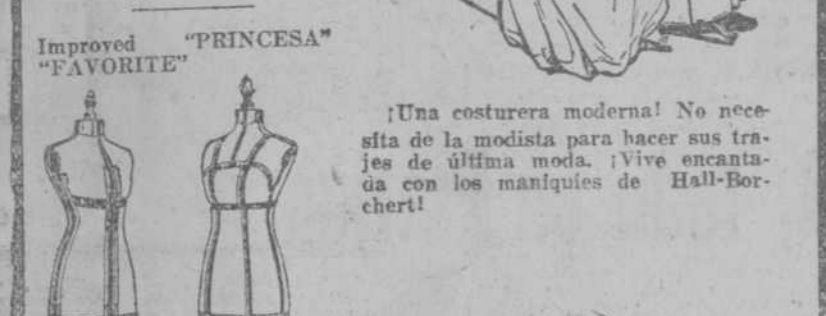 Improved "PRINCESA"
"FAVORITE"
¡Una costurera moderna! No nece-
sita de la modista para hacer sus tra-
jes de última moda. ¡Vive encanta-
da con los maniquíes de Hall-Bor-
chert!